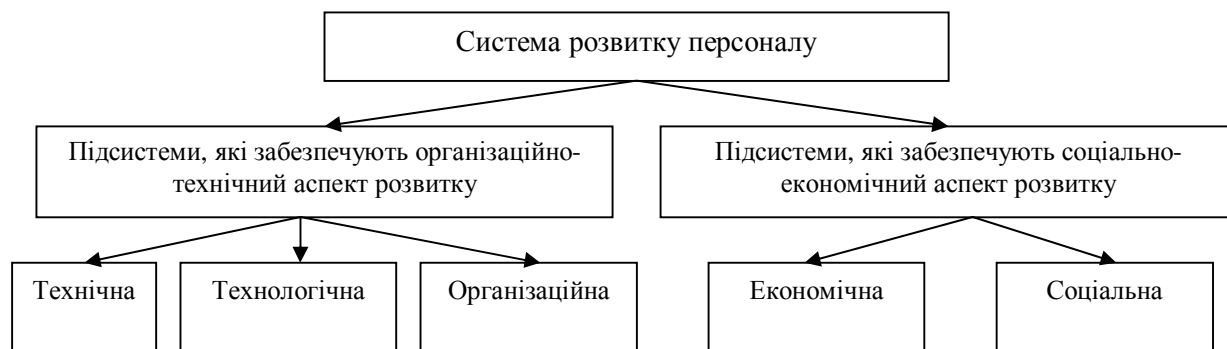 Система розвитку персоналу
Підсистеми, які забезпечують організаційно-
технічний аспект розвитку
Підсистеми, які забезпечують соціально-
економічний аспект розвитку
Технічна
Технологічна
Організаційна
Економічна
Соціальна